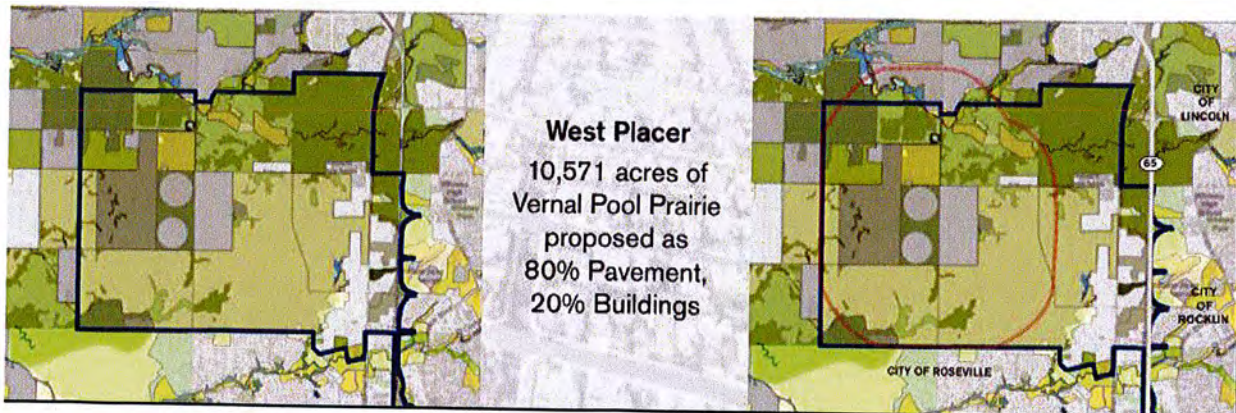 West Placer
10,571 acres of
Vernal Pool Prairie
proposed as
80% Pavement,
20% Buildings
CITY
OF
LINCOLN
65
CITY
OF
ROCKLIN
CITY OF ROSEVILLE